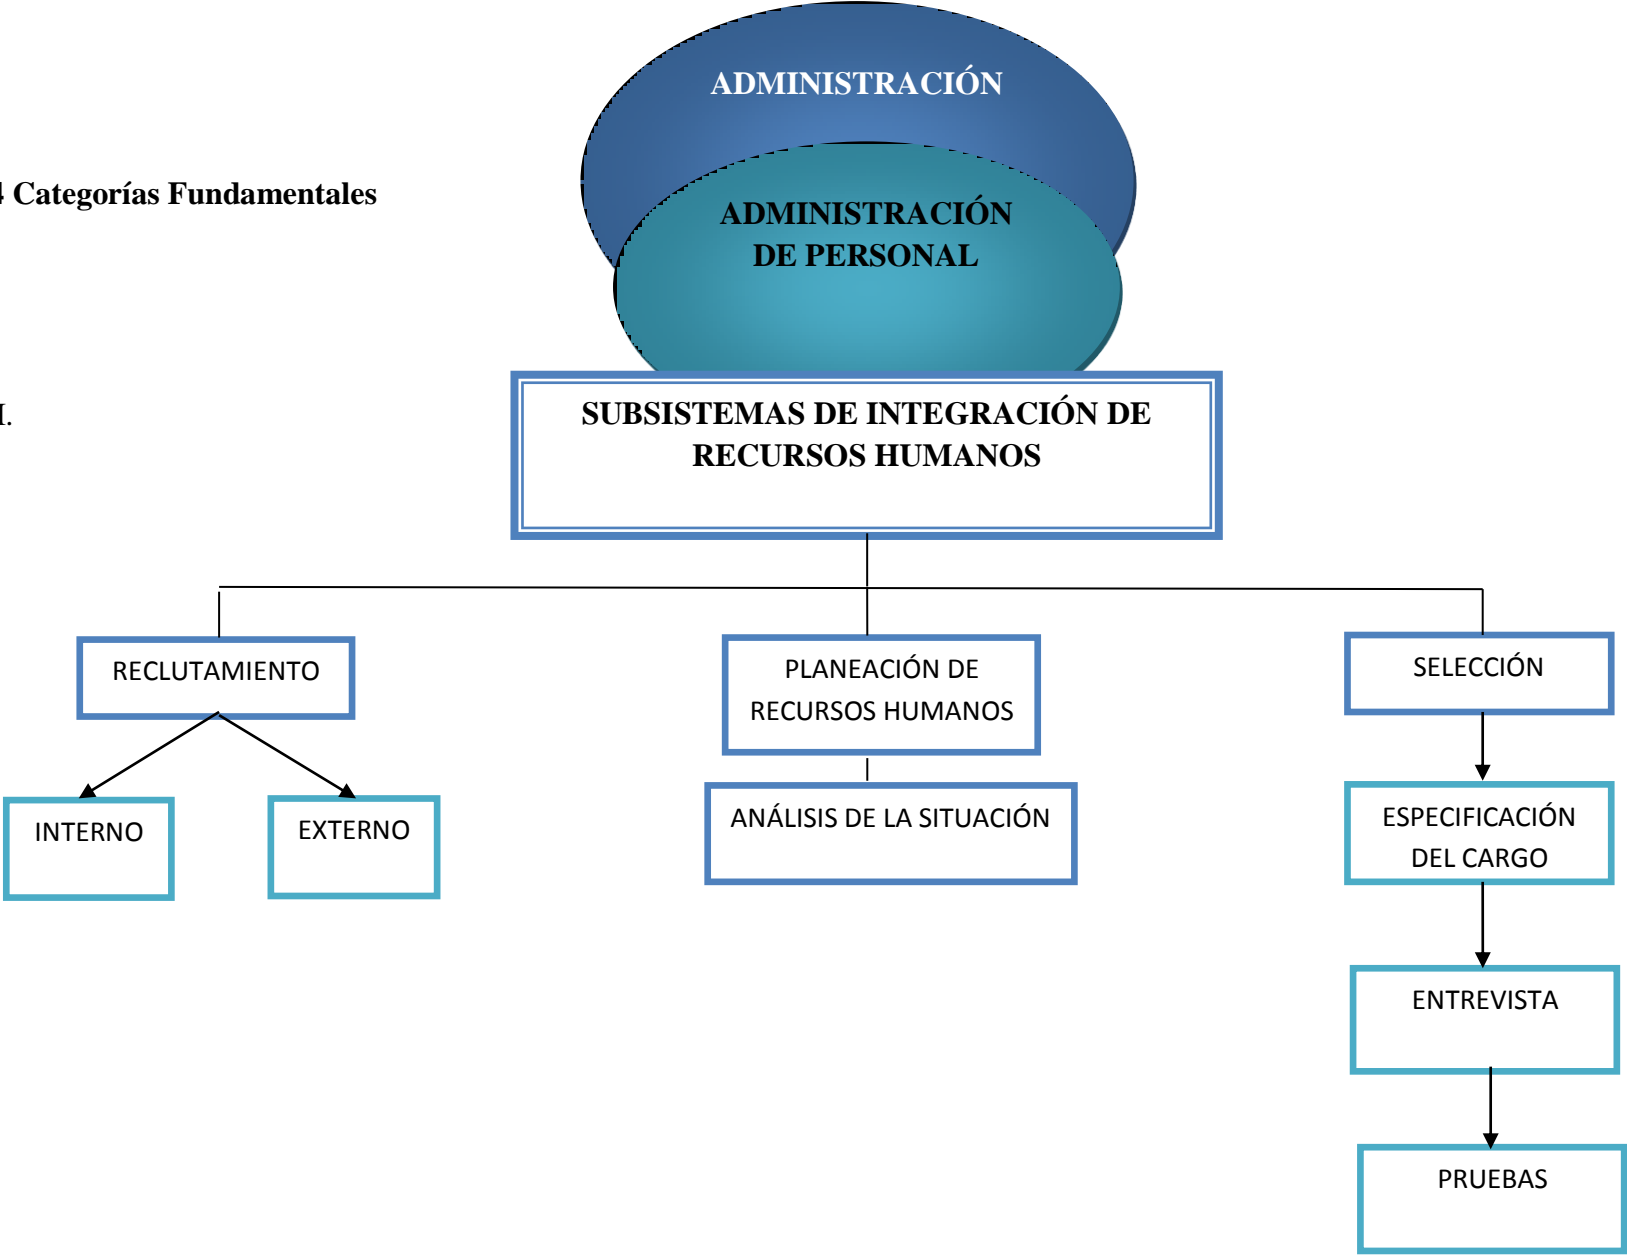 ADMINISTRACIÓN
4 Categorías Fundamentales
ADMINISTRACIÓN
DE PERSONAL
I.
SUBSISTEMAS DE INTEGRACIÓN DE
RECURSOS HUMANOS
RECLUTAMIENTO
PLANEACIÓN DE
RECURSOS HUMANOS
SELECCIÓN
INTERNO
EXTERNO
ANÁLISIS DE LA SITUACIÓN
ESPECIFICACIÓN
DEL CARGO
ENTREVISTA
PRUEBAS